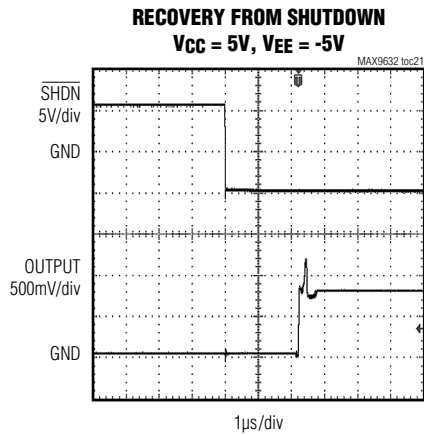 RECOVERY FROM SHUTDOWN
VCC = 5V, VEE = -5V
MAX9632 toc21
SHDN
5V/div
GND
OUTPUT
500mV/div
GND
1µs/div